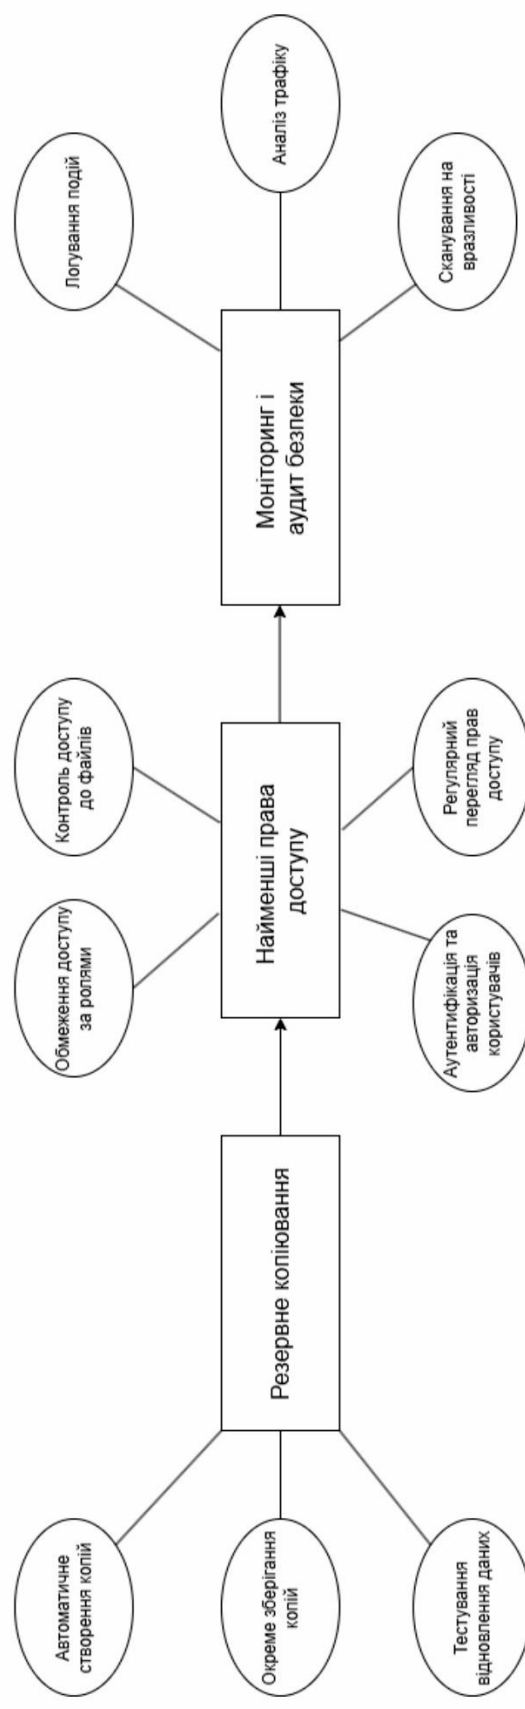 Автоматичне
створення копій
Окреме зберігання
копій
Тестування
відновлення даних
Резервне копіювання
Обмеження доступу
за ролями
Контроль доступу
до файлів
Найменші права
доступу
Аутентифікація та
авторизація
користувачів
Регулярний
перегляд прав
доступу
Логування подій
Моніторинг і
аудит безпеки
Аналіз трафіку
Сканування на
вразливості